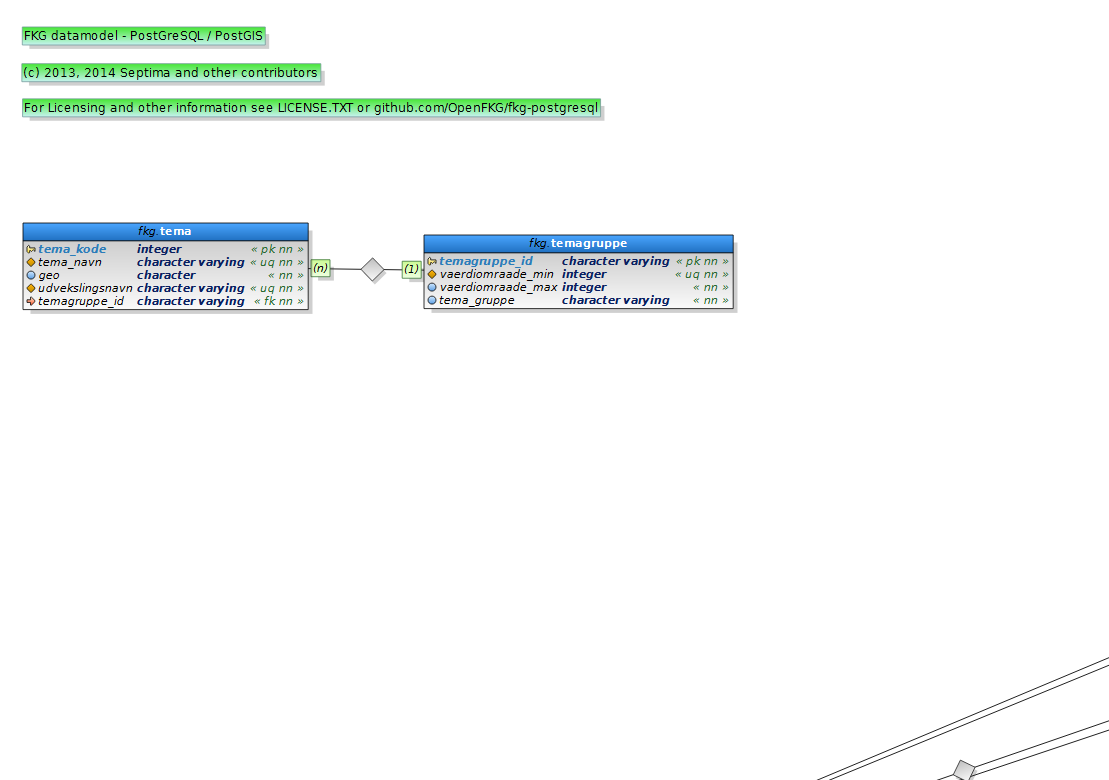 FKG datamodel - PostGreSQL / PostGIS
(c) 2013, 2014 Septima and other contributors
For Licensing and other information see LICENSE.TXT or github.com/OpenFKG/fkg-postgresql
fkg.tema
tema_kode integer « pk nn »
tema_navn character varying « uq nn »
geo character « nn »
udvekslingsnavn character varying « uq nn »
temagruppe_id character varying « fk nn »
(n)
(1)
fkg.temagruppe
temagruppe_id character varying « pk nn »
vaerdiomraade_min integer « uq nn »
vaerdiomraade_max integer « nn »
tema_gruppe character varying « nn »